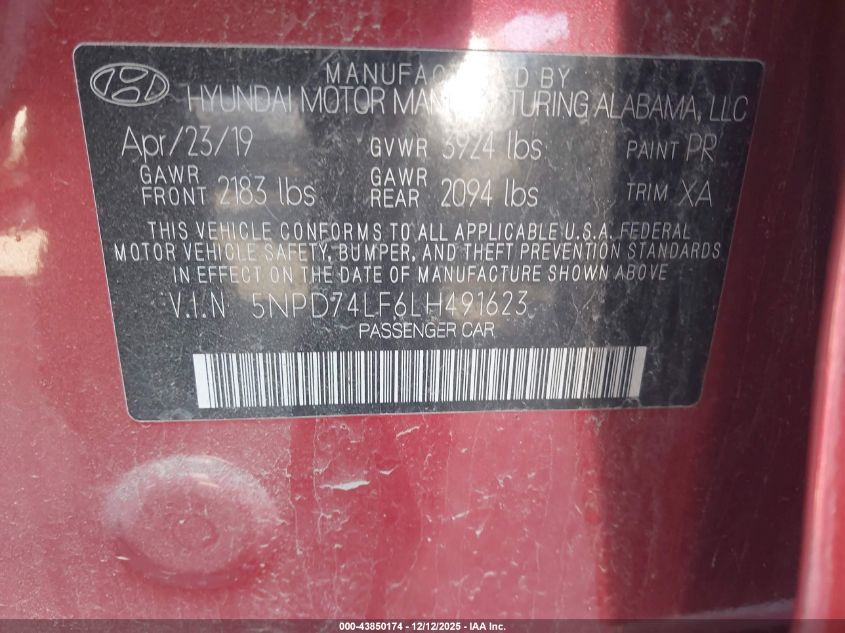 MANUFACTURED BY
HYUNDAI MOTOR MANUFACTURING ALABAMA, LLC
Apr/23/19 GVWR 3924 lbs PAINT PR
GAWR FRONT 2183 lbs GAWR REAR 2094 lbs TRIM XA
THIS VEHICLE CONFORMS TO ALL APPLICABLE U.S.A. FEDERAL
MOTOR VEHICLE SAFETY, BUMPER, AND THEFT PREVENTION STANDARDS
IN EFFECT ON THE DATE OF MANUFACTURE SHOWN ABOVE.
V.I.N 5NPD74LF6LH491623
PASSENGER CAR
000-43850174 • 12/12/2025 • IAA Inc.